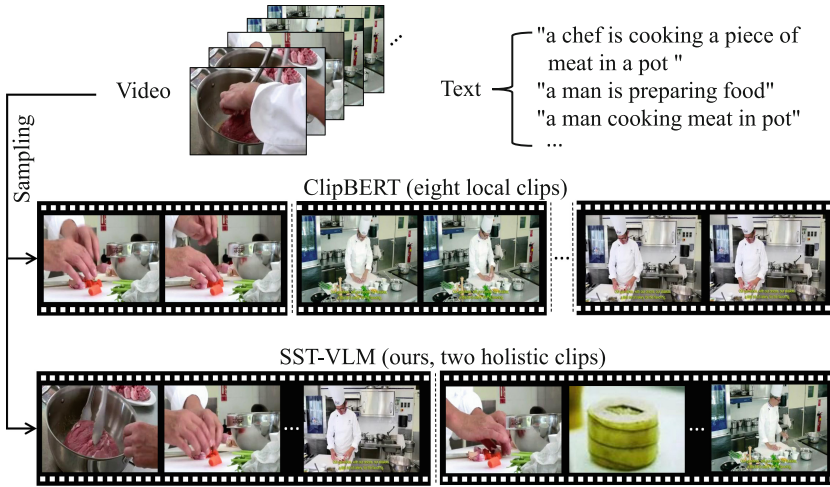 Video
Text
"a chef is cooking a piece of
meat in a pot "
"a man is preparing food"
"a man cooking meat in pot"
...
Sampling
ClipBERT (eight local clips)
...
SST-VLM (ours, two holistic clips)
...
...